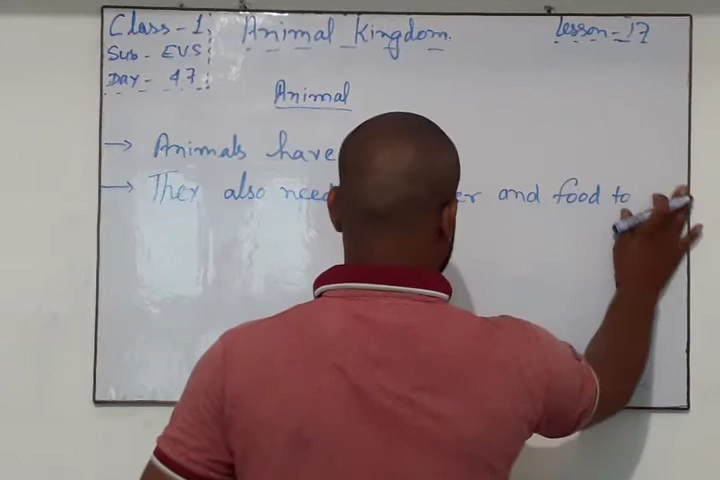 Class-1 Animal Kingdom. Lesson-17
Sub- EVS
Day- 47
Animal
→ Animals have
→ They also need and food to